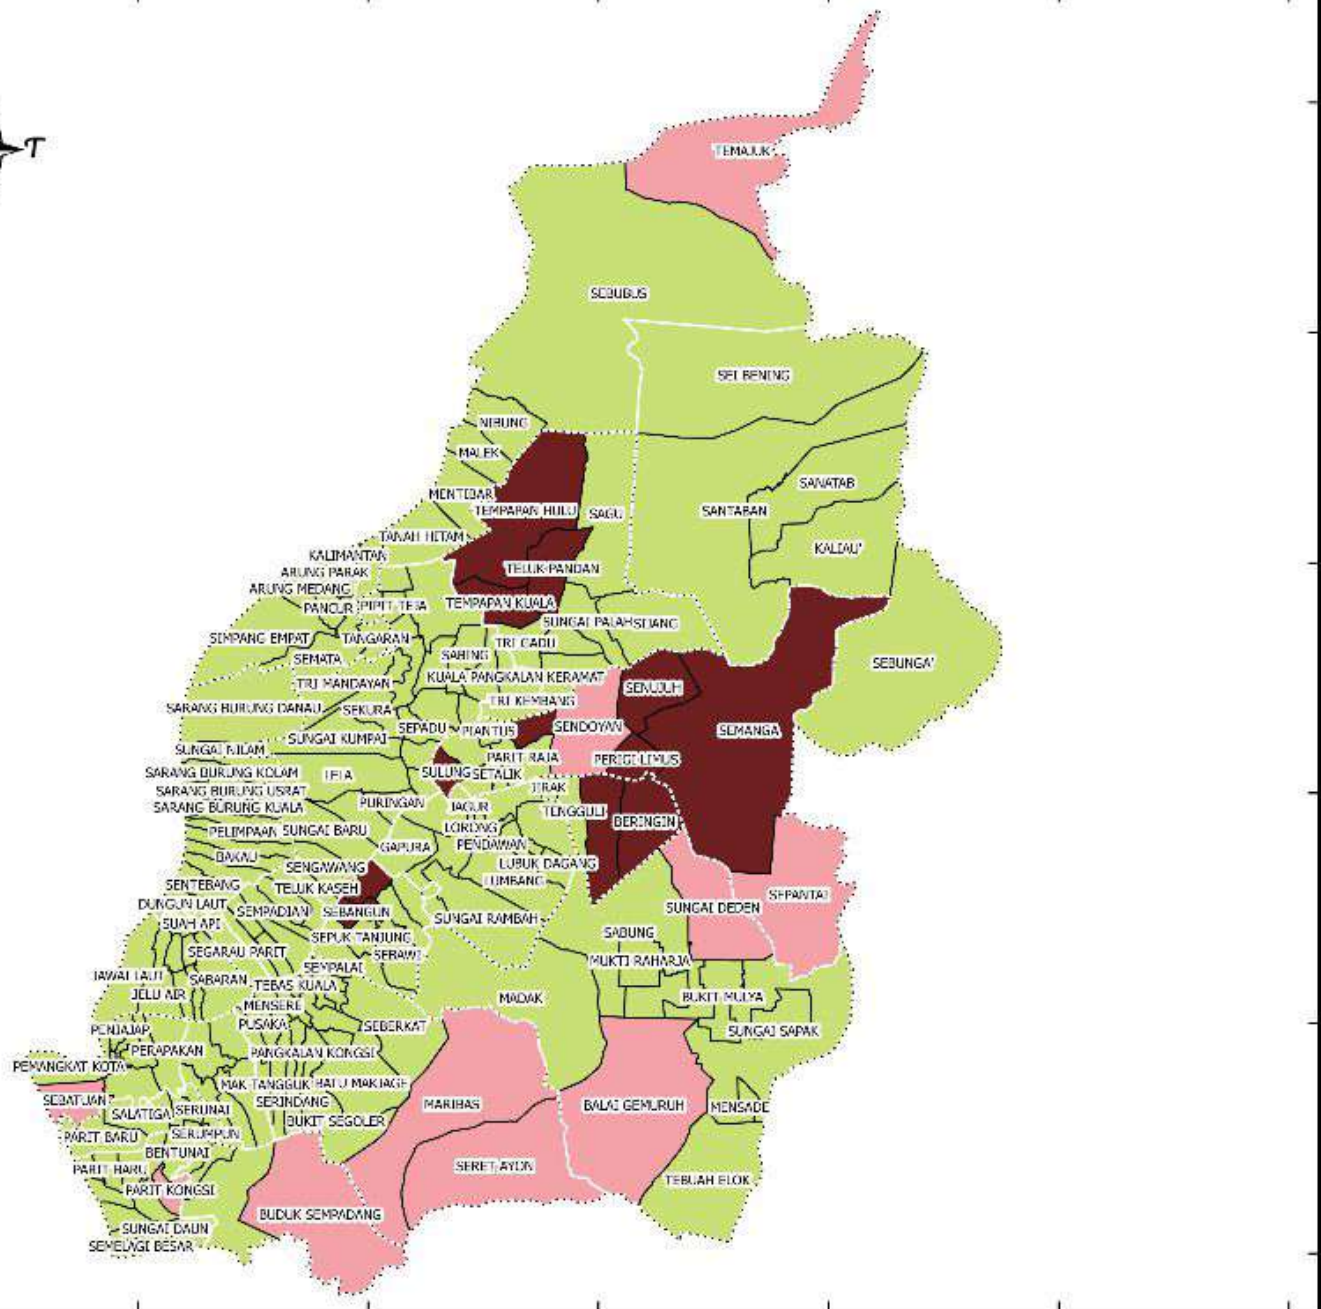 T
TEMAJUK
SEBUBUS
SEI BENING
NIBUNG
MALEK
SANATAB
MENTIBAR
TEMPAPAN HULU
SAGU
SANTABAN
TANAH HITAM
KALIAU'
KALIMANTAN
ARUNG PARAK
TELUK PANDAN
ARUNG MEDANG
PANCUR
PIPIT TEJA
TEMPAPAN KUALA
SUNGAI PALAH
SIJANG
SIMPANG EMPAT
TANGARAN
TRI GADU
SEMATA
SABING
SEBUNGA'
KUALA PANGKALAN KERAMAT
TRI MANDAYAN
SENUJUH
TRI KEMBANG
SARANG BURUNG DANAU
SEKURA
SEPADU
PIANTUS
SENDOYAN
SEMANGA
SUNGAI KUMPAI
SUNGAI NILAM
PARIT RAJA
PERIGI LIMUS
SARANG BURUNG KOLAM
LELA
SULUNG
SETALIK
SARANG BURUNG USRAT
JIRAK
SARANG BURUNG KUALA
PURINGAN
JAGUR
TENGGULI
BERINGIN
PELIMPAAN
SUNGAI BARU
LORONG
GAPURA
PENDAWAN
BAKAU
SENGAWANG
LUBUK DAGANG
SENTEBANG
TELUK KASEH
LUMBANG
SEPANTAI
DUNGUN LAUT
SEMPADIAN
SEBANGUN
SUNGAI RAMBAH
SUNGAI DEDEN
SUAH API
SEPUK TANJUNG
SABUNG
SEGARAU PARIT
SEBAWI
MUKTI RAHARJA
JAWAI LAUT
SABARAN
SEMPALAI
TEBAS KUALA
JELU AIR
MADAK
BUKIT MULYA
MENSERE
PENJAJAP
PUSAKA
SEBERKAT
SUNGAI SAPAK
PERAPAKAN
PANGKALAN KONGSI
PEMANGKAT KOTA
MAK TANGGUK
BATU MAKJAGE
SEBATUAN
SALATIGA
SERUNAI
SERINDANG
MARIBAS
BALAI GEMURUH
MENSADE
BUKIT SEGOLER
PARIT BARU
SERUMPUN
BENTUNAI
PARIT BARU
SERET AYON
PARIT KONGSI
TEBUAH ELOK
BUDUK SEMPADANG
SUNGAI DAUN
SEMELAGI BESAR